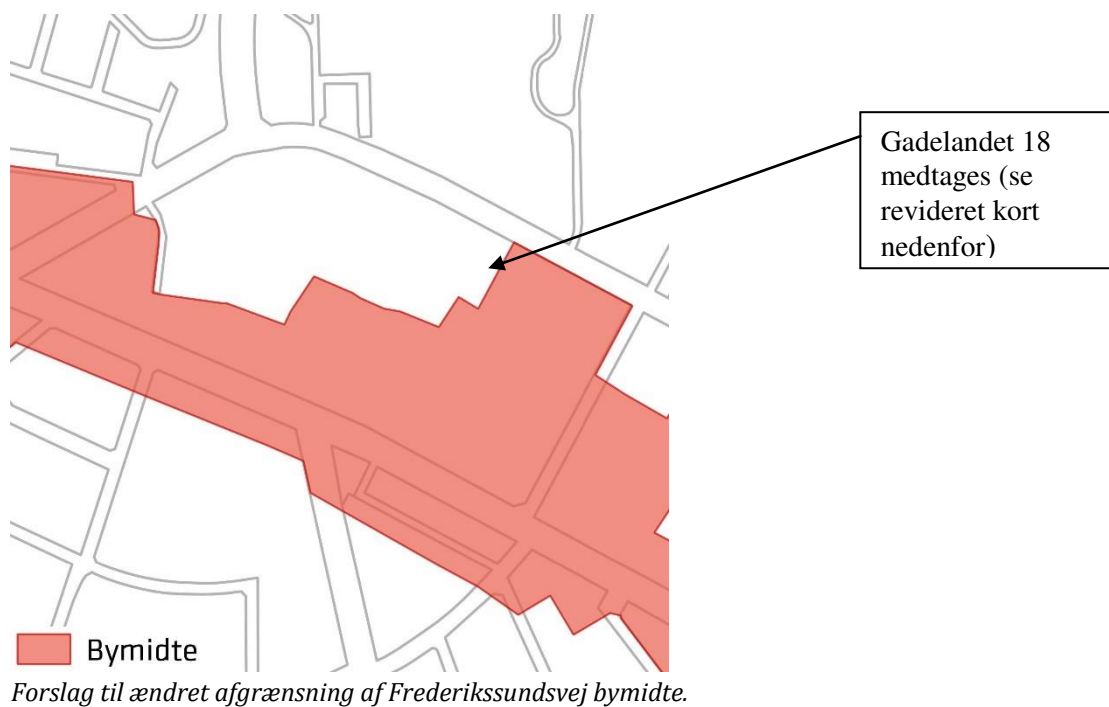 Gadelandet 18
medtages (se
revideret kort
nedenfor)
Bymidte
Forslag til ændret afgrænsning af Frederikssundsvej bymidte.